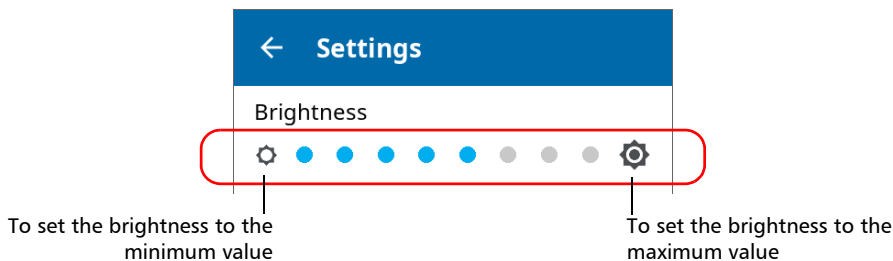 Settings
Brightness
To set the brightness to the
minimum value
To set the brightness to the
maximum value